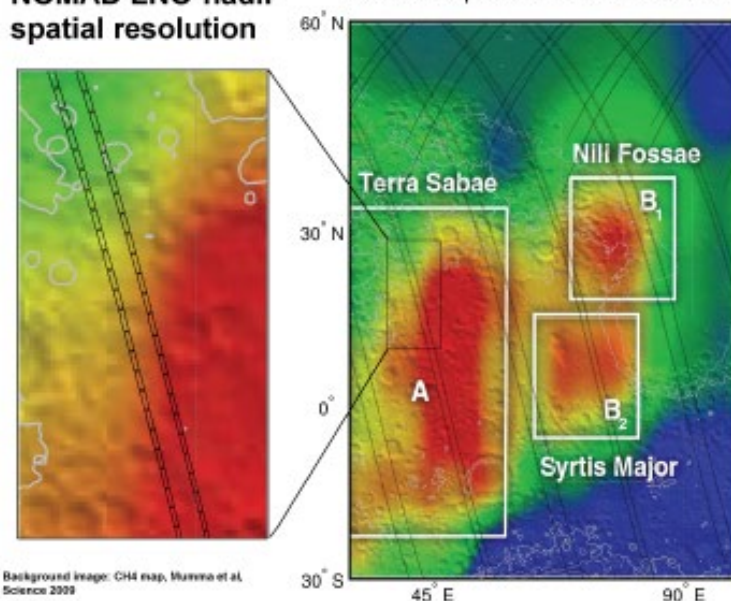 spatial resolution
60° N
Nili Fossae
B1
Terra Sabae
30° N
A
0°
B2
Syrtis Major
Background image: CH4 map, Mumma et al,
Science 2009
30° S
45° E
90° E